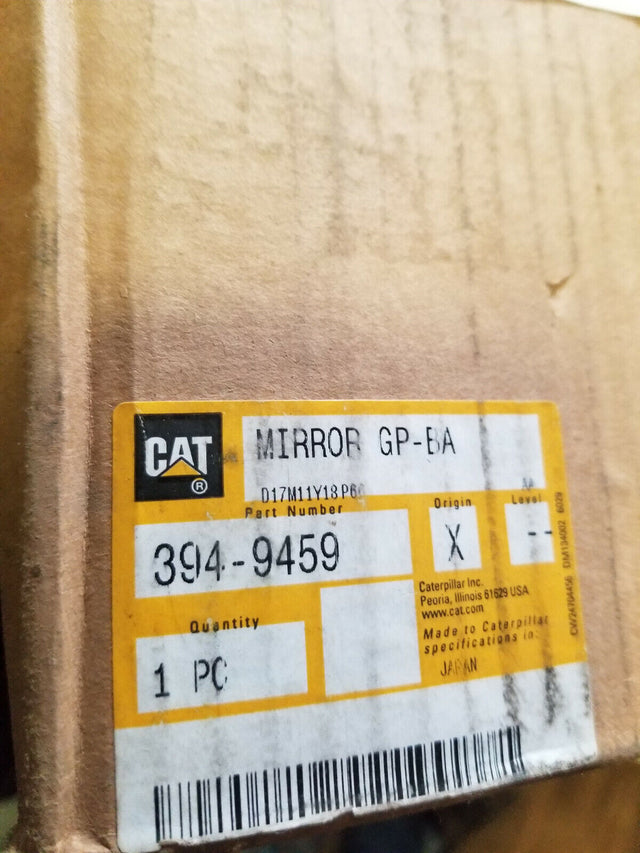 CAT
®
MIRROR GP-BA
D17M11Y18 P6
Part Number
394-9459
Origin
X
AA
Level
--
Quantity
1 PC
Caterpillar Inc.
Peoria, Illinois 61629 USA
www.cat.com
Made to Caterpillar
specifications in:
JAPAN